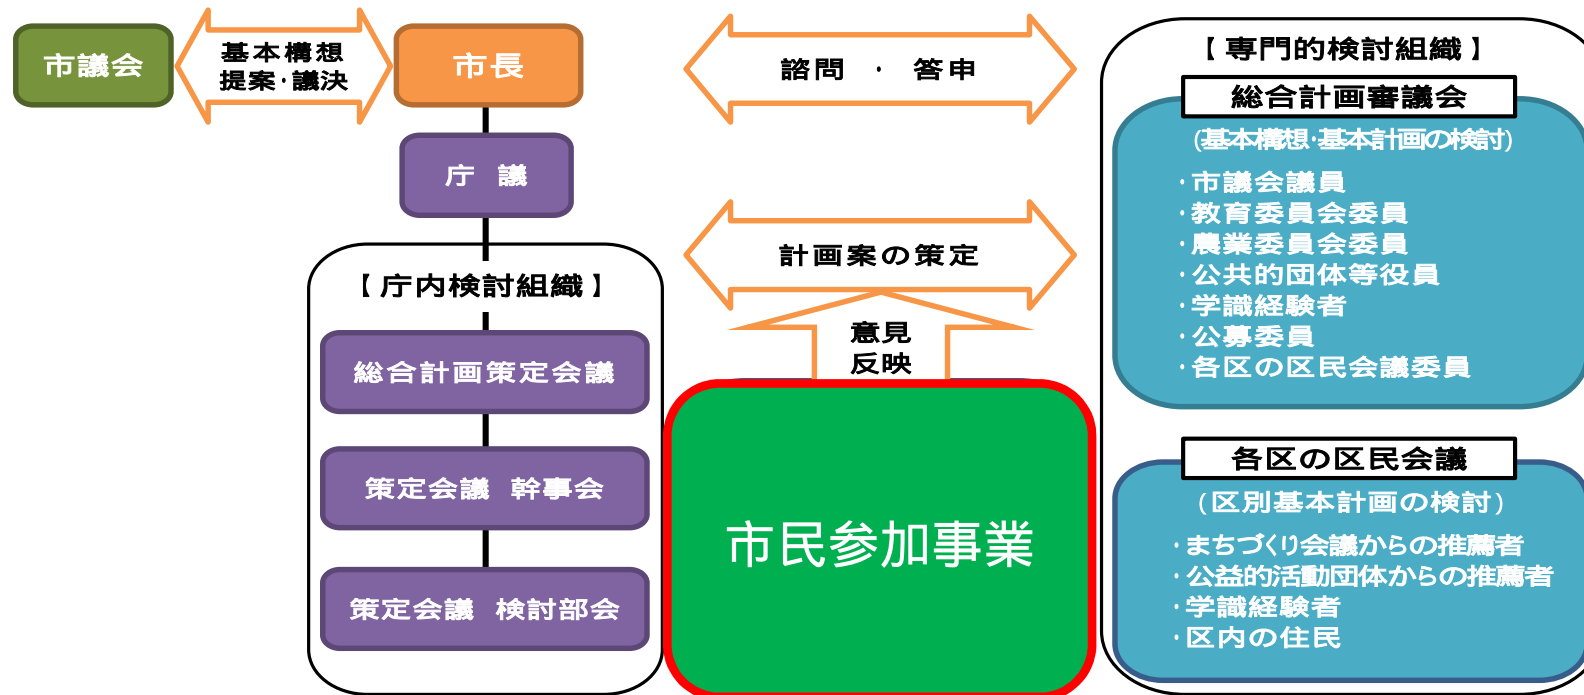 市議会
基本構想
提案・議決
市長
諮問 ・ 答申
庁 議
計画案の策定
【 庁内検討組織 】
総合計画策定会議
策定会議 幹事会
策定会議 検討部会
意見
反映
市民参加事業
【 専門的検討組織 】
総合計画審議会
(基本構想・基本計画の検討)
・市議会議員
・教育委員会委員
・農業委員会委員
・公共的団体等役員
・学識経験者
・公募委員
・各区の区民会議委員
各区の区民会議
(区別基本計画の検討)
・まちづくり会議からの推薦者
・公益的活動団体からの推薦者
・学識経験者
・区内の住民